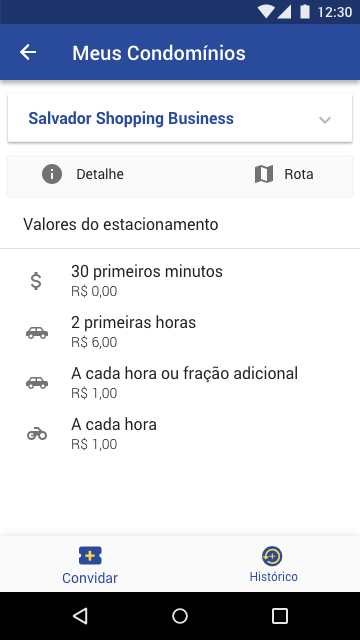 12:30
Meus Condomínios
Salvador Shopping Business
Detalhe
Rota
Valores do estacionamento
30 primeiros minutos
R$ 0,00
2 primeiras horas
R$ 6,00
A cada hora ou fração adicional
R$ 1,00
A cada hora
R$ 1,00
Convidar
Histórico